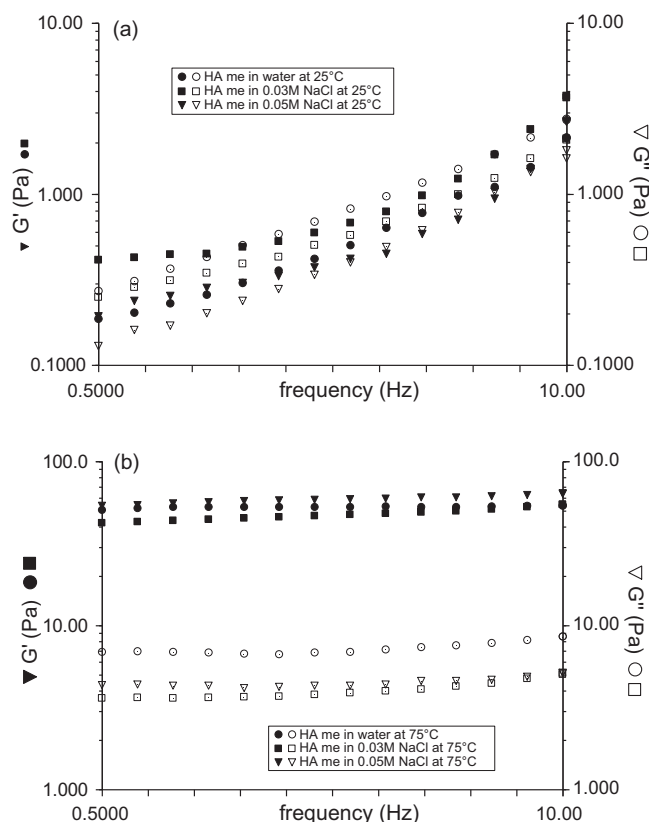 (a)
10.00
1.000
0.1000
G' (Pa)
HA me in water at 25°C
HA me in 0.03M NaCl at 25°C
HA me in 0.05M NaCl at 25°C
10.00
1.000
0.1000
G" (Pa)
0.5000
frequency (Hz)
10.00
(b)
100.0
10.00
1.000
G' (Pa)
100.0
10.00
1.000
G" (Pa)
HA me in water at 75°C
HA me in 0.03M NaCl at 75°C
HA me in 0.05M NaCl at 75°C
0.5000
frequency (Hz)
10.00